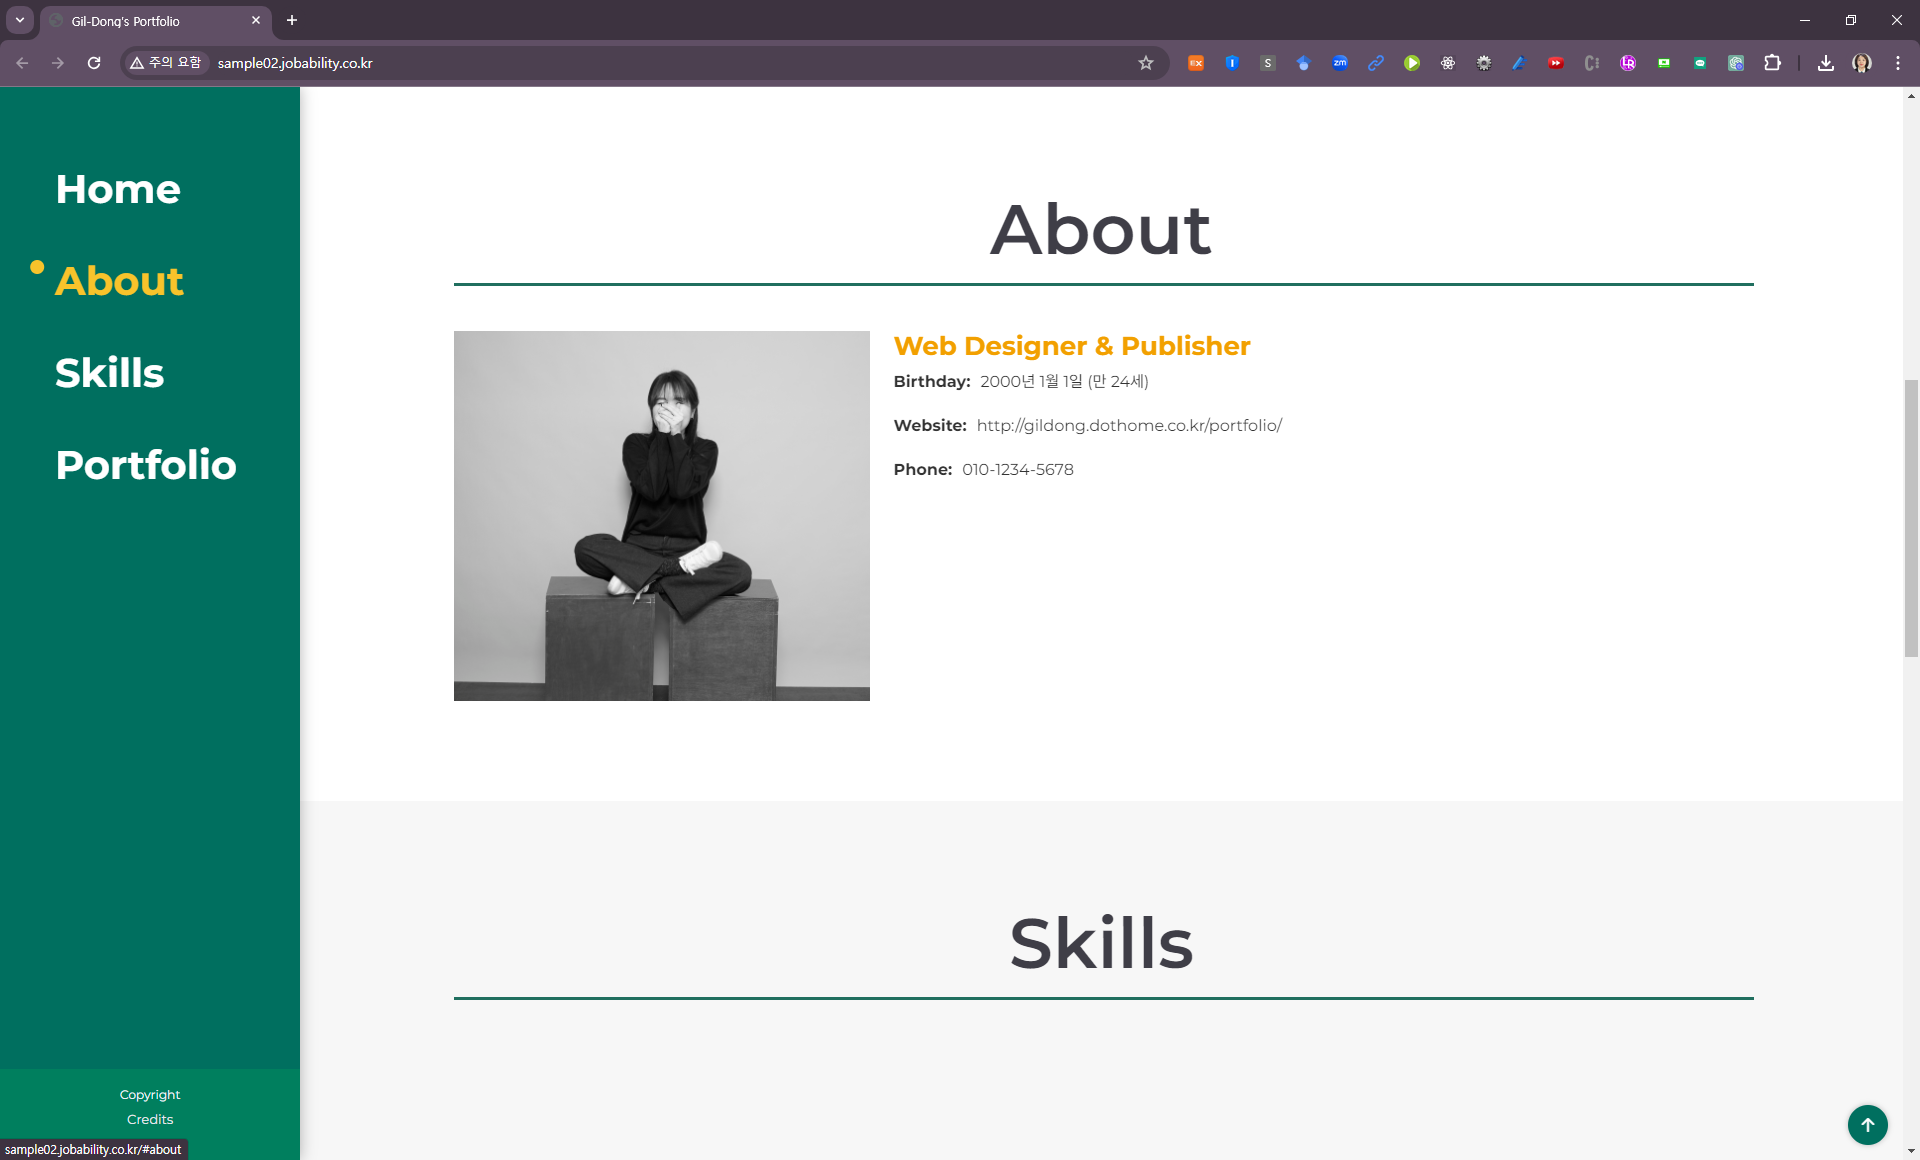 Gil-Dong's Portfolio
주의 요함
sample02.jobability.co.kr
Home
About
Skills
Portfolio
About
Web Designer & Publisher
Birthday: 2000년 1월 1일 (만 24세)
Website: http://gildong.dothome.co.kr/portfolio/
Phone: 010-1234-5678
Skills
Copyright
Credits
sample02.jobability.co.kr/#about